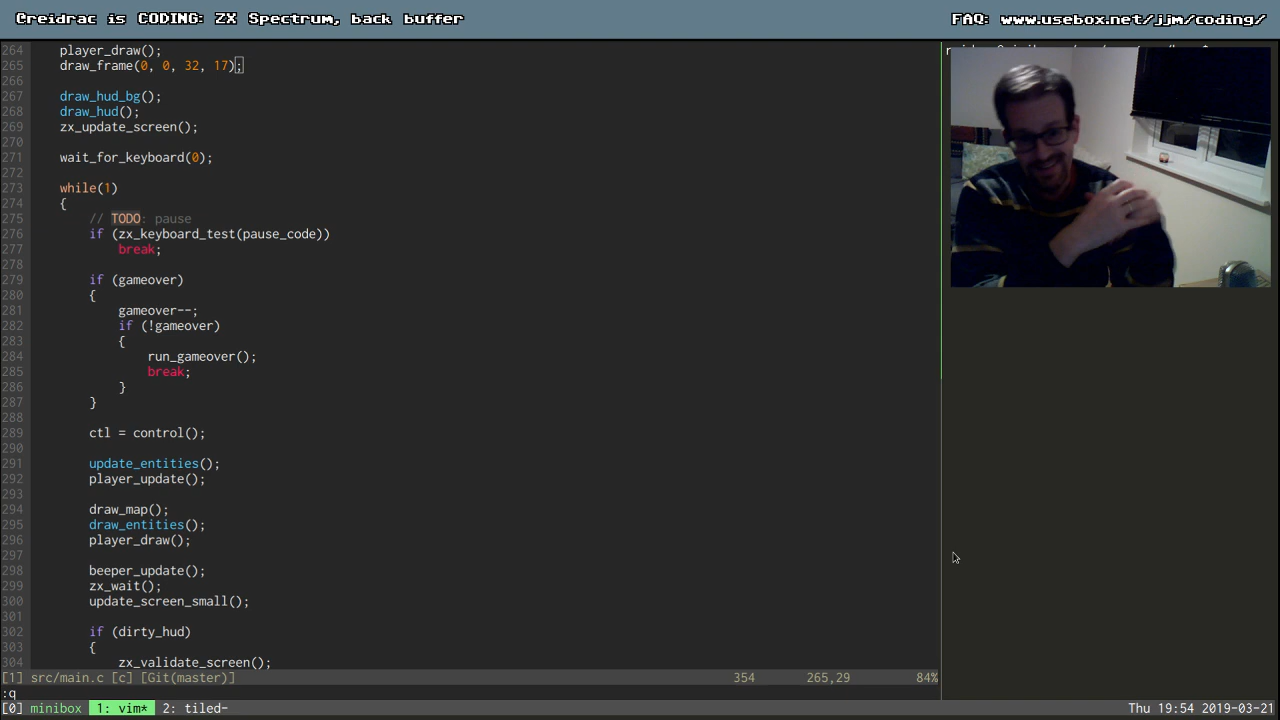 @reidrac is CODING: ZX Spectrum, back buffer
FAQ: www.usebox.net/jjm/coding/
264 player_draw();
265 draw_frame(0, 0, 32, 17);
266
267 draw_hud_bg();
268 draw_hud();
269 zx_update_screen();
270
271 wait_for_keyboard(0);
272
273 while(1)
274 {
275 // TODO: pause
276 if (zx_keyboard_test(pause_code))
277 break;
278
279 if (gameover)
280 {
281 gameover--;
282 if (!gameover)
283 {
284 run_gameover();
285 break;
286 }
287 }
288
289 ctl = control();
290
291 update_entities();
292 player_update();
293
294 draw_map();
295 draw_entities();
296 player_draw();
297
298 beeper_update();
299 zx_wait();
300 update_screen_small();
301
302 if (dirty_hud)
303 {
304 zx_validate_screen();
[1] src/main.c [c] [Git(master)] 354 265,29 84%
:q
[0] minibox 1: vim* 2: tiled- Thu 19:54 2019-03-21